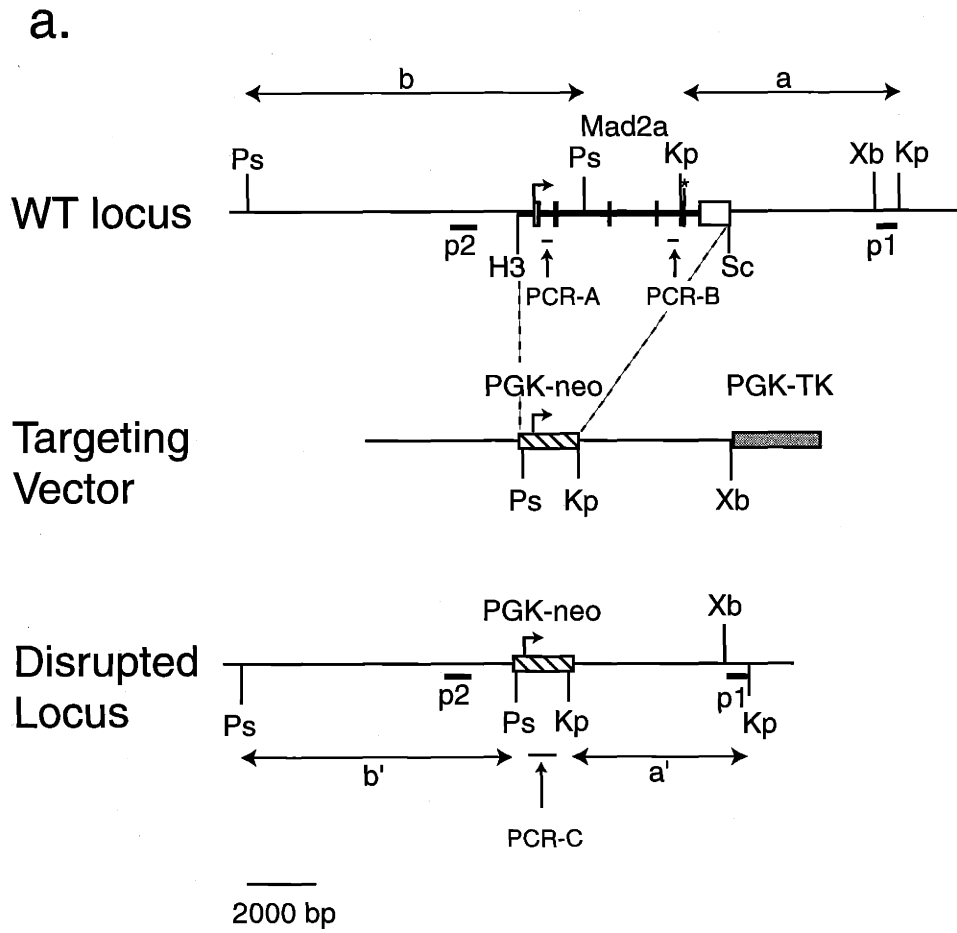 a.
b a
Mad2a
Ps Ps Kp Xb Kp
*
WT locus
p2 H3 Sc p1
PCR-A PCR-B
PGK-neo PGK-TK
Targeting
Vector
Ps Kp Xb
PGK-neo Xb
Disrupted
Locus
p2 p1
Ps Ps Kp Kp
b' a'
PCR-C
2000 bp